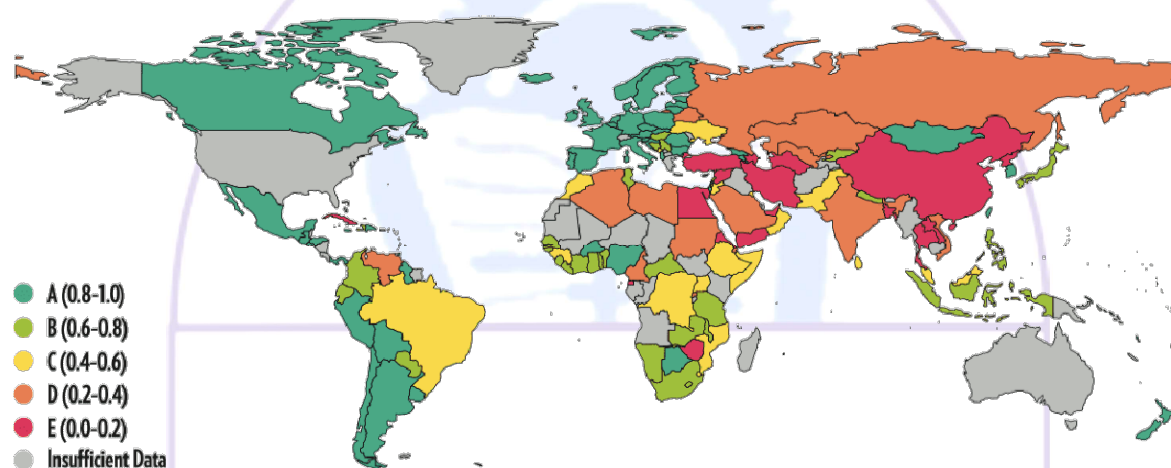 A (0.8-1.0)
B (0.6-0.8)
C (0.4-0.6)
D (0.2-0.4)
E (0.0-0.2)
Insufficient Data